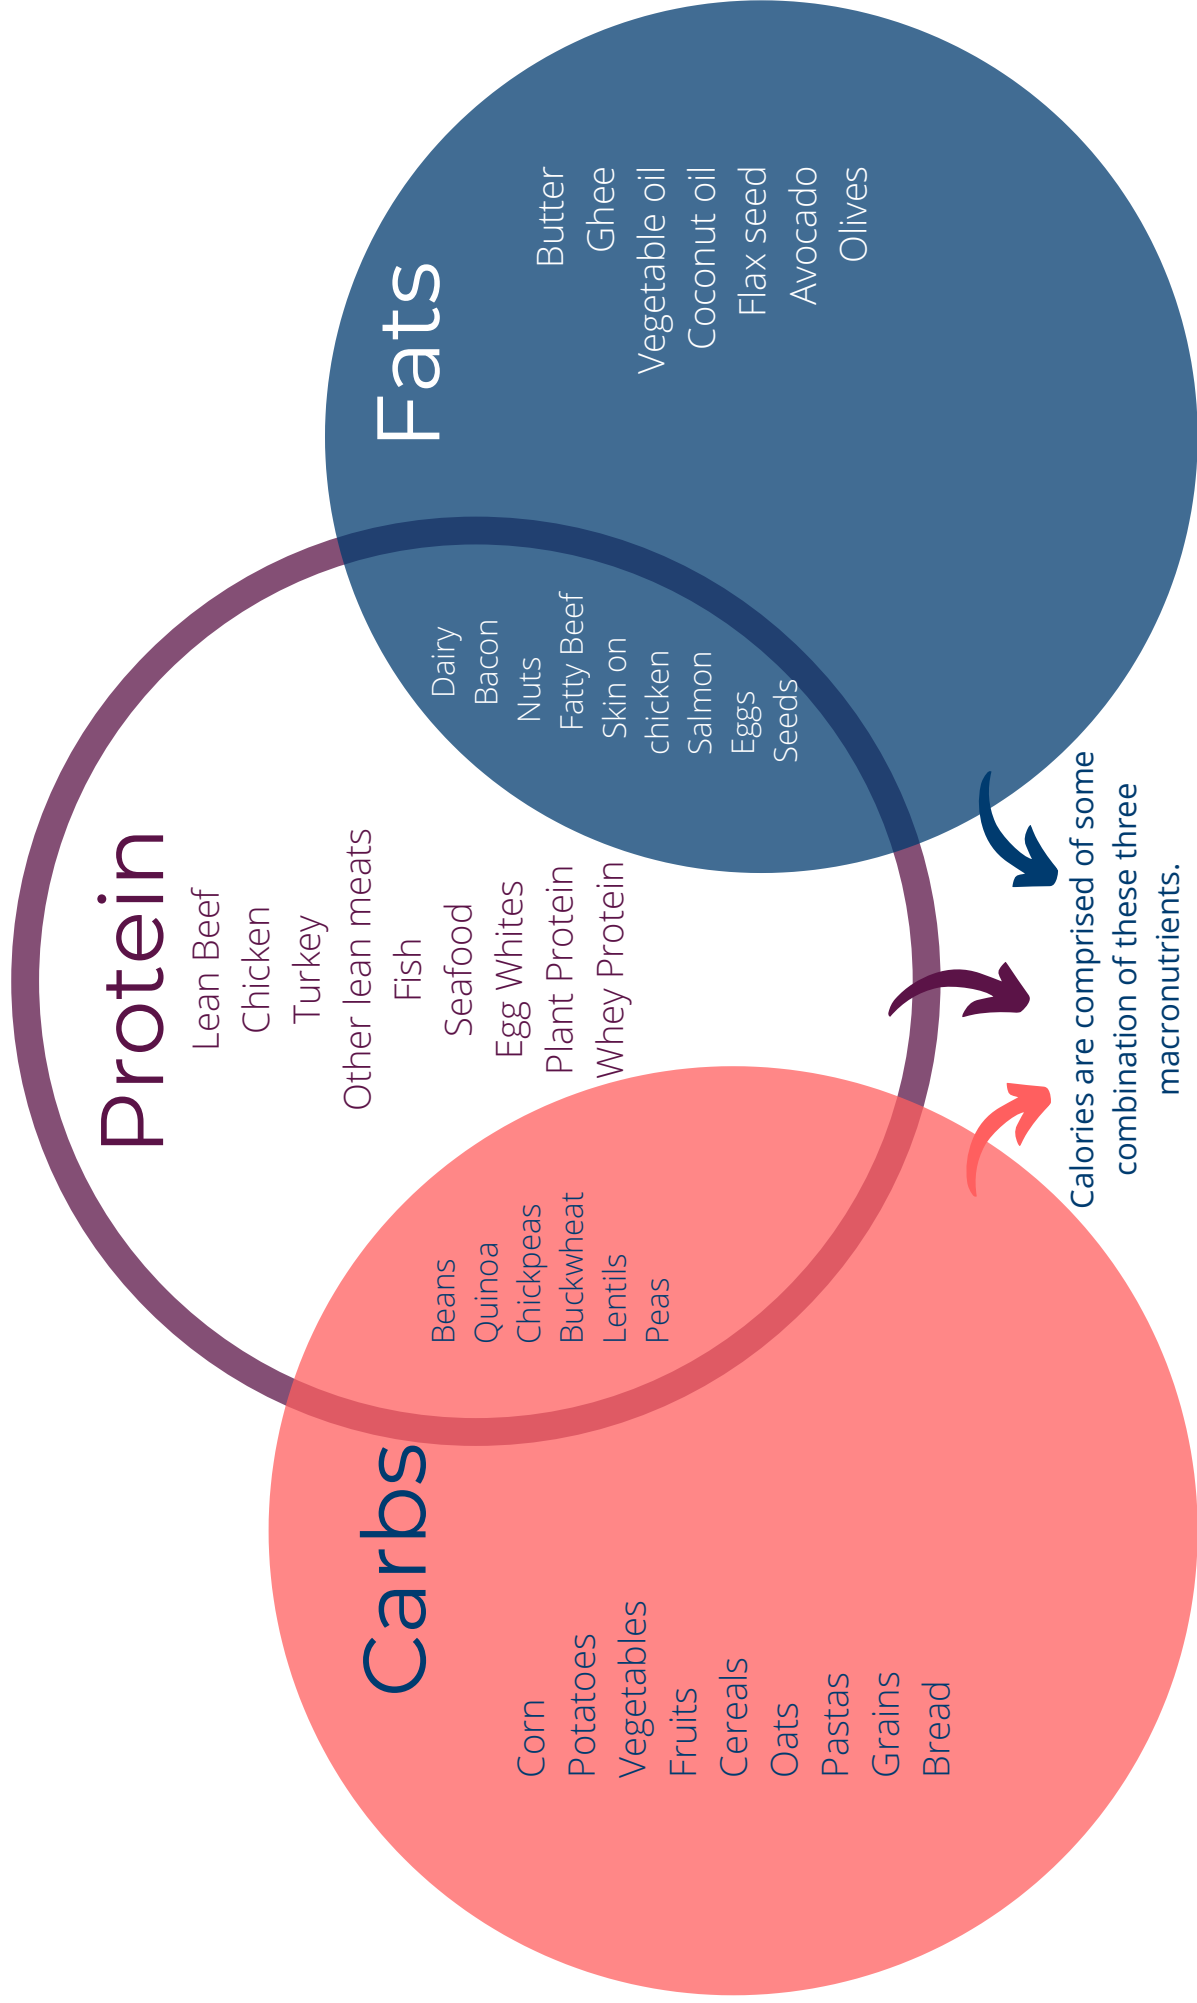 Protein
Lean Beef
Chicken
Turkey
Other lean meats
Fish
Seafood
Egg Whites
Plant Protein
Whey Protein
Carbs
Corn
Potatoes
Vegetables
Fruits
Cereals
Oats
Pastas
Grains
Bread
Beans
Quinoa
Chickpeas
Buckwheat
Lentils
Peas
Fats
Dairy
Bacon
Nuts
Fatty Beef
Skin on
chicken
Salmon
Eggs
Seeds
Butter
Ghee
Vegetable oil
Coconut oil
Flax seed
Avocado
Olives
Calories are comprised of some
combination of these three
macronutrients.